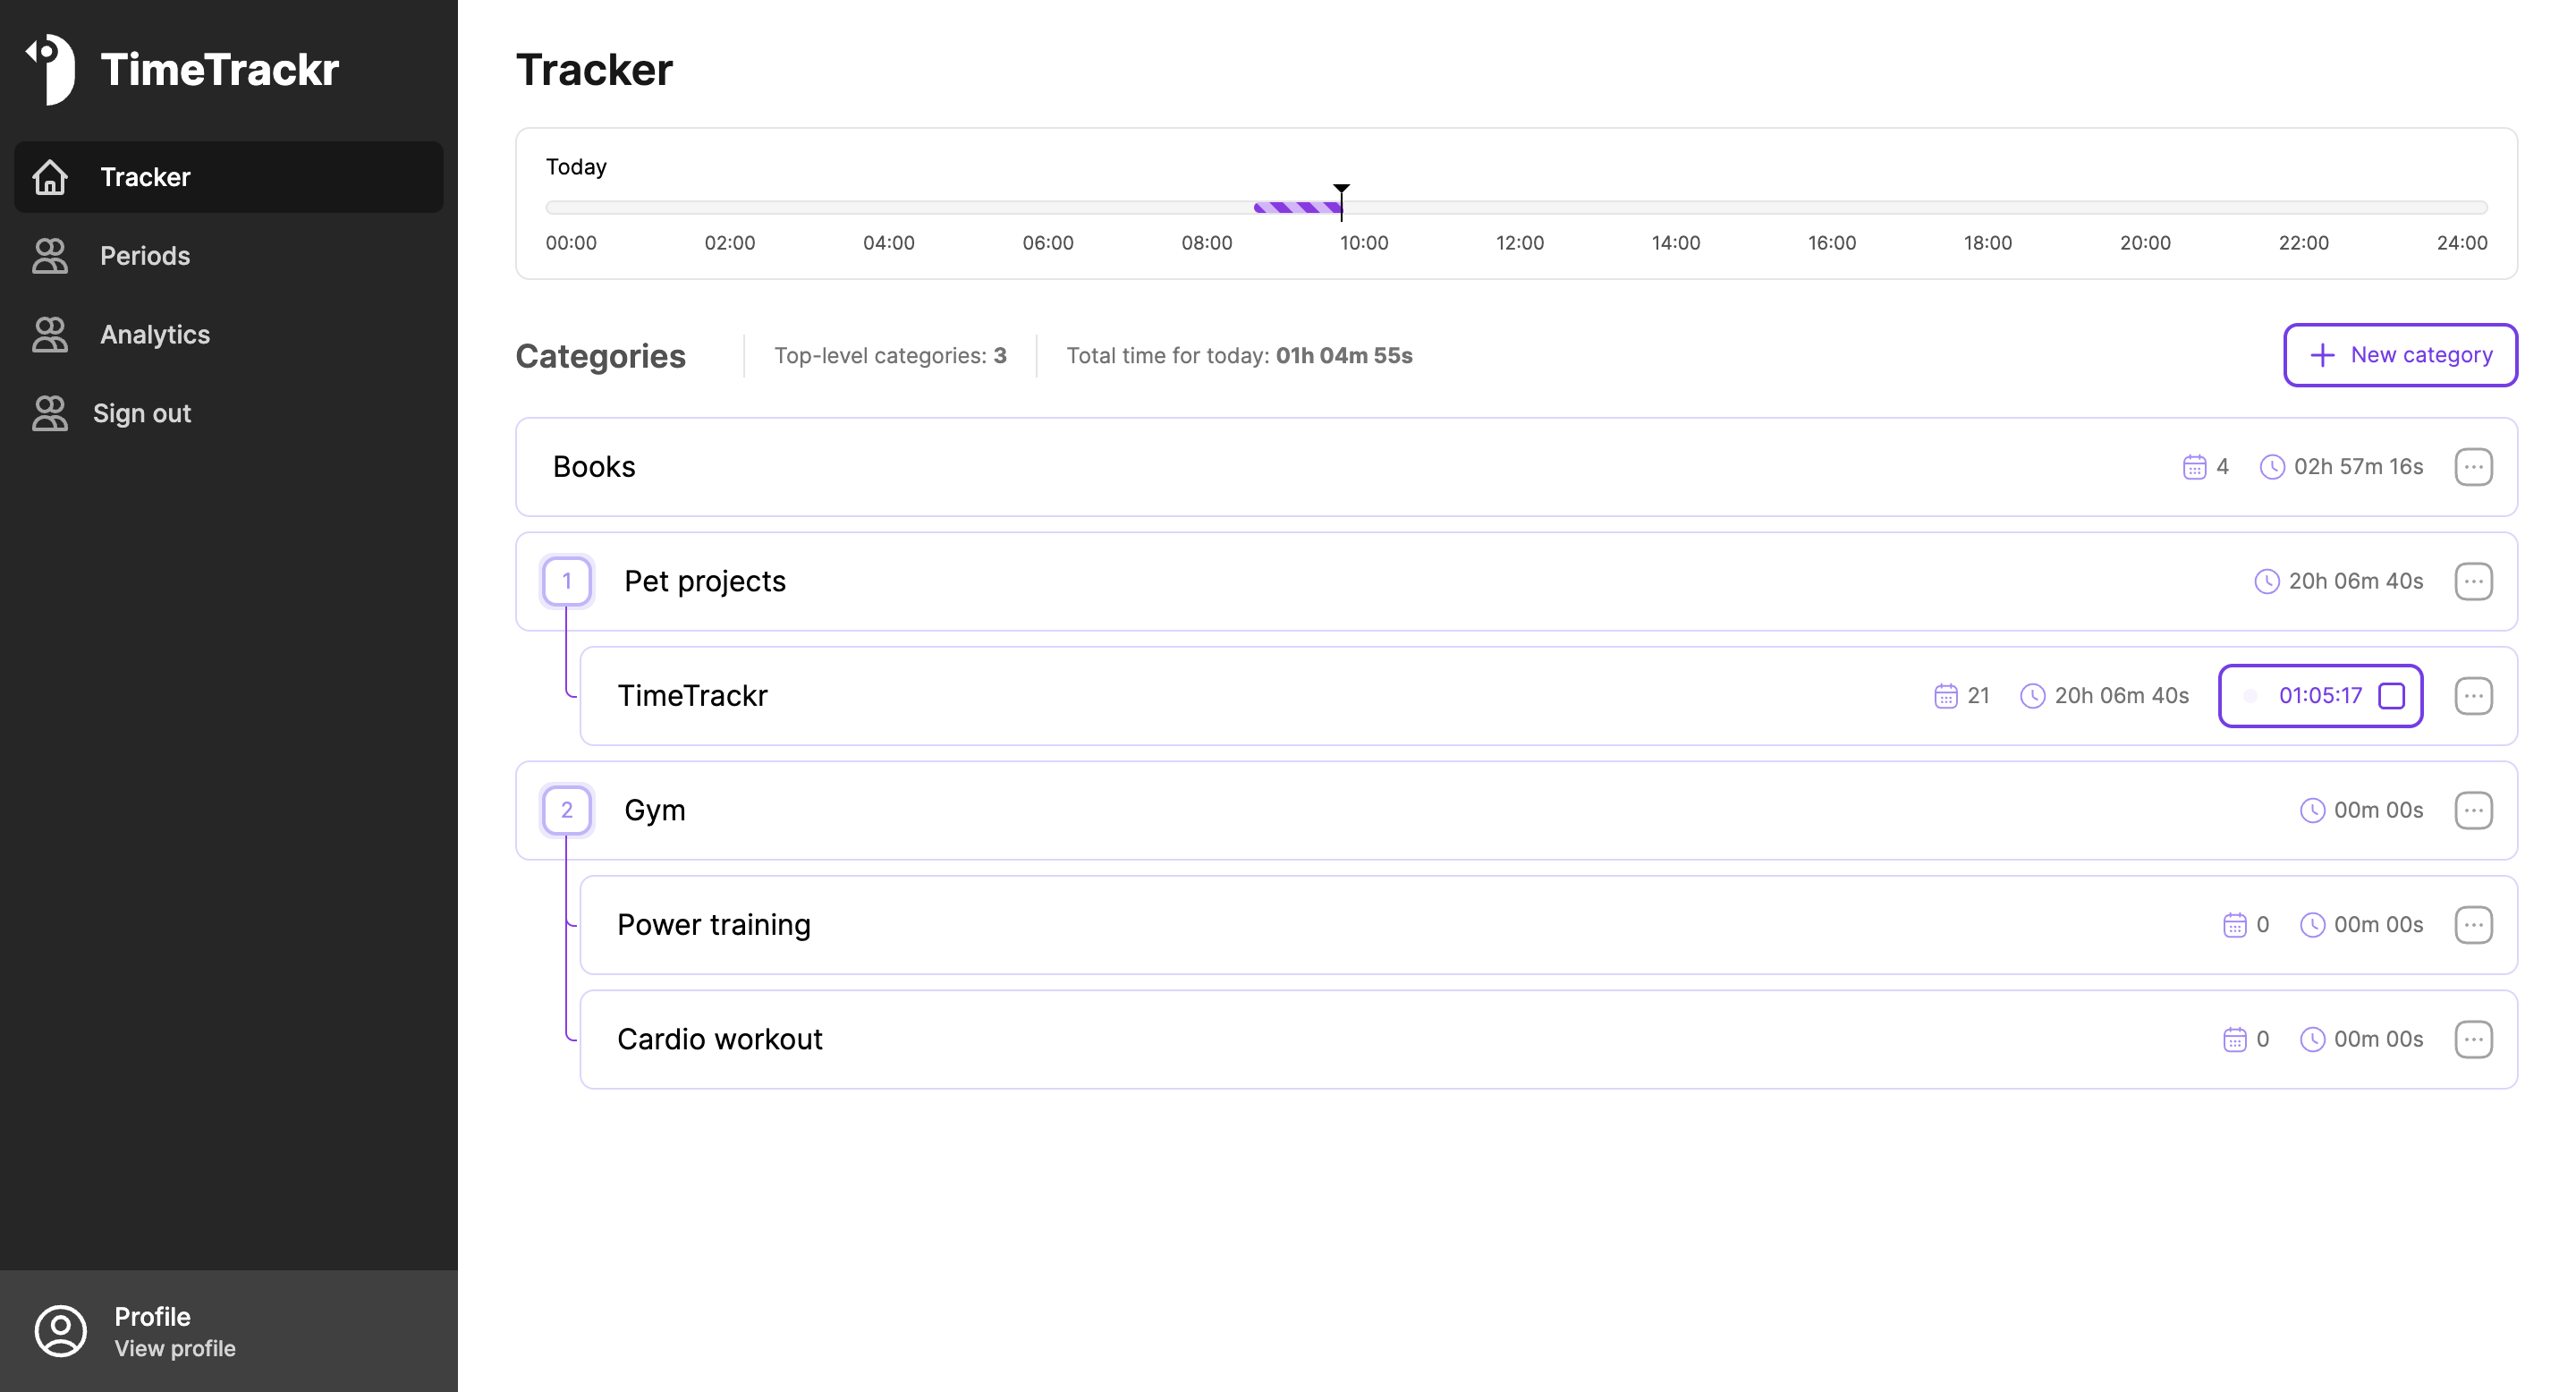 TimeTrackr
Tracker
Periods
Analytics
Sign out
Profile
View profile
Tracker
Today
00:00 02:00 04:00 06:00 08:00 10:00 12:00 14:00 16:00 18:00 20:00 22:00 24:00
Categories Top-level categories: 3 Total time for today: 01h 04m 55s New category
Books 4 02h 57m 16s
1 Pet projects 20h 06m 40s
TimeTrackr 21 20h 06m 40s 01:05:17
2 Gym 00m 00s
Power training 0 00m 00s
Cardio workout 0 00m 00s